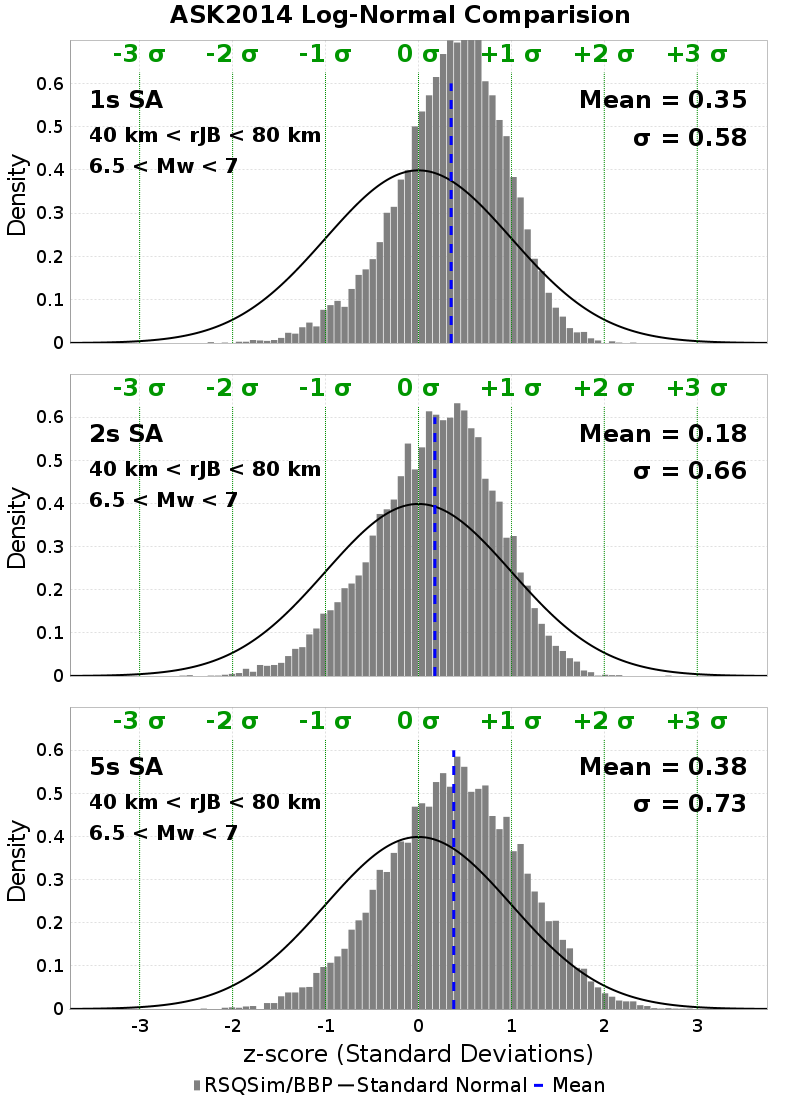 ASK2014 Log-Normal Comparision
-3 σ -2 σ -1 σ 0 σ +1 σ +2 σ +3 σ
1s SA
Mean = 0.35
40 km < rJB < 80 km
σ = 0.58
6.5 < Mw < 7
Density
0.6
0.5
0.4
0.3
0.2
0.1
0
-3 σ -2 σ -1 σ 0 σ +1 σ +2 σ +3 σ
2s SA
Mean = 0.18
40 km < rJB < 80 km
σ = 0.66
6.5 < Mw < 7
Density
0.6
0.5
0.4
0.3
0.2
0.1
0
-3 σ -2 σ -1 σ 0 σ +1 σ +2 σ +3 σ
5s SA
Mean = 0.38
40 km < rJB < 80 km
σ = 0.73
6.5 < Mw < 7
Density
0.6
0.5
0.4
0.3
0.2
0.1
0
-3 -2 -1 0 1 2 3
z-score (Standard Deviations)
RSQSim/BBP Standard Normal Mean